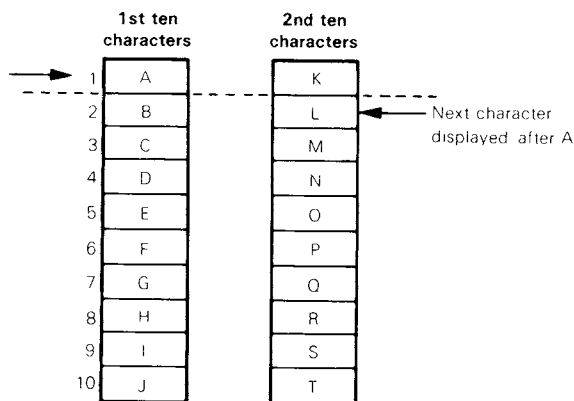 1st ten 2nd ten
characters characters
1 A K
2 B L Next character
displayed after A
3 C M
4 D N
5 E O
6 F P
7 G Q
8 H R
9 I S
10 J T